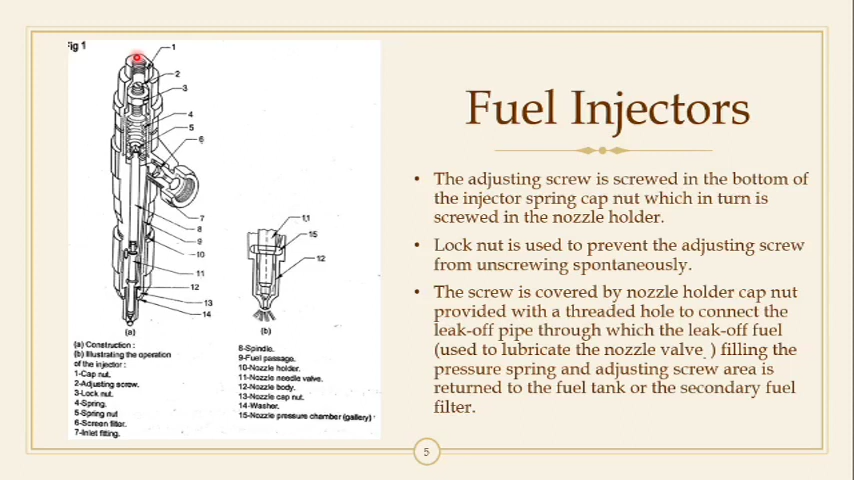 Fig 1
1
2
3
4
5
6
7
8
9
10
11
12
13
14
(a)
11
15
12
(b)
(a) Construction :
(b) Illustrating the operation
of the injector :
1-Cap nut.
2-Adjusting screw.
3-Lock nut.
4-Spring.
5-Spring nut
6-Screen filter.
7-Inlet fitting.
8-Spindle.
9-Fuel passage.
10-Nozzle holder.
11-Nozzle needle valve.
12-Nozzle body.
13-Nozzle cap nut.
14-Washer.
15-Nozzle pressure chamber (gallery)
Fuel Injectors
• The adjusting screw is screwed in the bottom of
the injector spring cap nut which in turn is
screwed in the nozzle holder.
• Lock nut is used to prevent the adjusting screw
from unscrewing spontaneously.
• The screw is covered by nozzle holder cap nut
provided with a threaded hole to connect the
leak-off pipe through which the leak-off fuel
(used to lubricate the nozzle valve ) filling the
pressure spring and adjusting screw area is
returned to the fuel tank or the secondary fuel
filter.
5